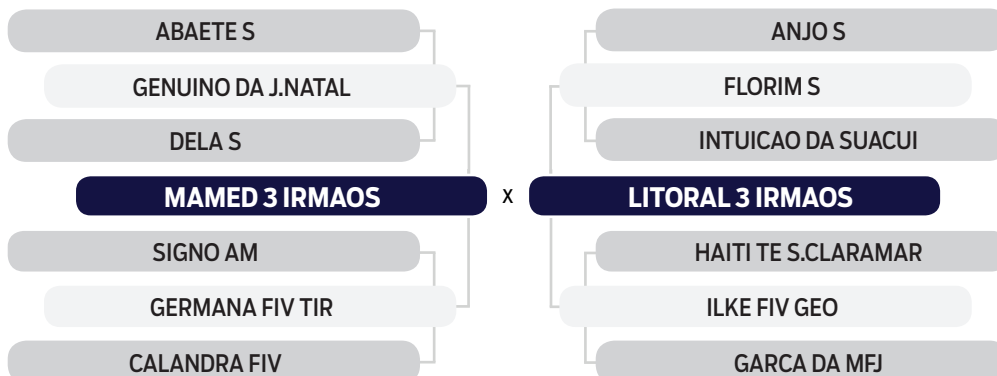 ABAETE S
ANJO S
GENUINO DA J.NATAL
FLORIM S
DELA S
INTUICAO DA SUACUI
MAMED 3 IRMAOS x LITORAL 3 IRMAOS
SIGNO AM
HAITI TE S.CLARAMAR
GERMANA FIV TIR
ILKE FIV GEO
CALANDRA FIV
GARCA DA MFJ